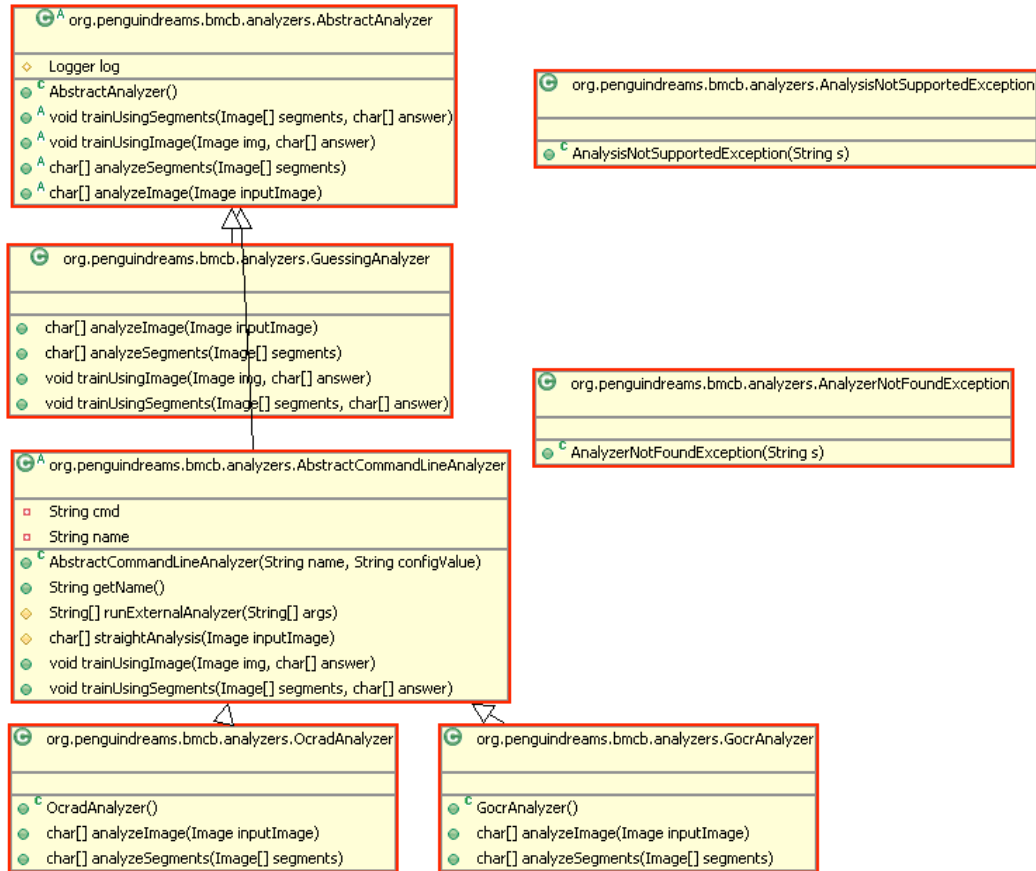 A org.penguindreams.bmcb.analyzers.AbstractAnalyzer
Logger log
C AbstractAnalyzer()
A void trainUsingSegments(Image[] segments, char[] answer)
A void trainUsingImage(Image img, char[] answer)
A char[] analyzeSegments(Image[] segments)
A char[] analyzeImage(Image inputImage)
C org.penguindreams.bmcb.analyzers.AnalysisNotSupportedException
C AnalysisNotSupportedException(String s)
C org.penguindreams.bmcb.analyzers.GuessingAnalyzer
char[] analyzeImage(Image inputImage)
char[] analyzeSegments(Image[] segments)
void trainUsingImage(Image img, char[] answer)
void trainUsingSegments(Image[] segments, char[] answer)
C org.penguindreams.bmcb.analyzers.AnalyzerNotFoundException
C AnalyzerNotFoundException(String s)
C A org.penguindreams.bmcb.analyzers.AbstractCommandLineAnalyzer
String cmd
String name
C AbstractCommandLineAnalyzer(String name, String configValue)
String getName()
String[] runExternalAnalyzer(String[] args)
char[] straightAnalysis(Image inputImage)
void trainUsingImage(Image img, char[] answer)
void trainUsingSegments(Image[] segments, char[] answer)
C org.penguindreams.bmcb.analyzers.OcradAnalyzer
C OcradAnalyzer()
char[] analyzeImage(Image inputImage)
char[] analyzeSegments(Image[] segments)
C org.penguindreams.bmcb.analyzers.GocrAnalyzer
C GocrAnalyzer()
char[] analyzeImage(Image inputImage)
char[] analyzeSegments(Image[] segments)